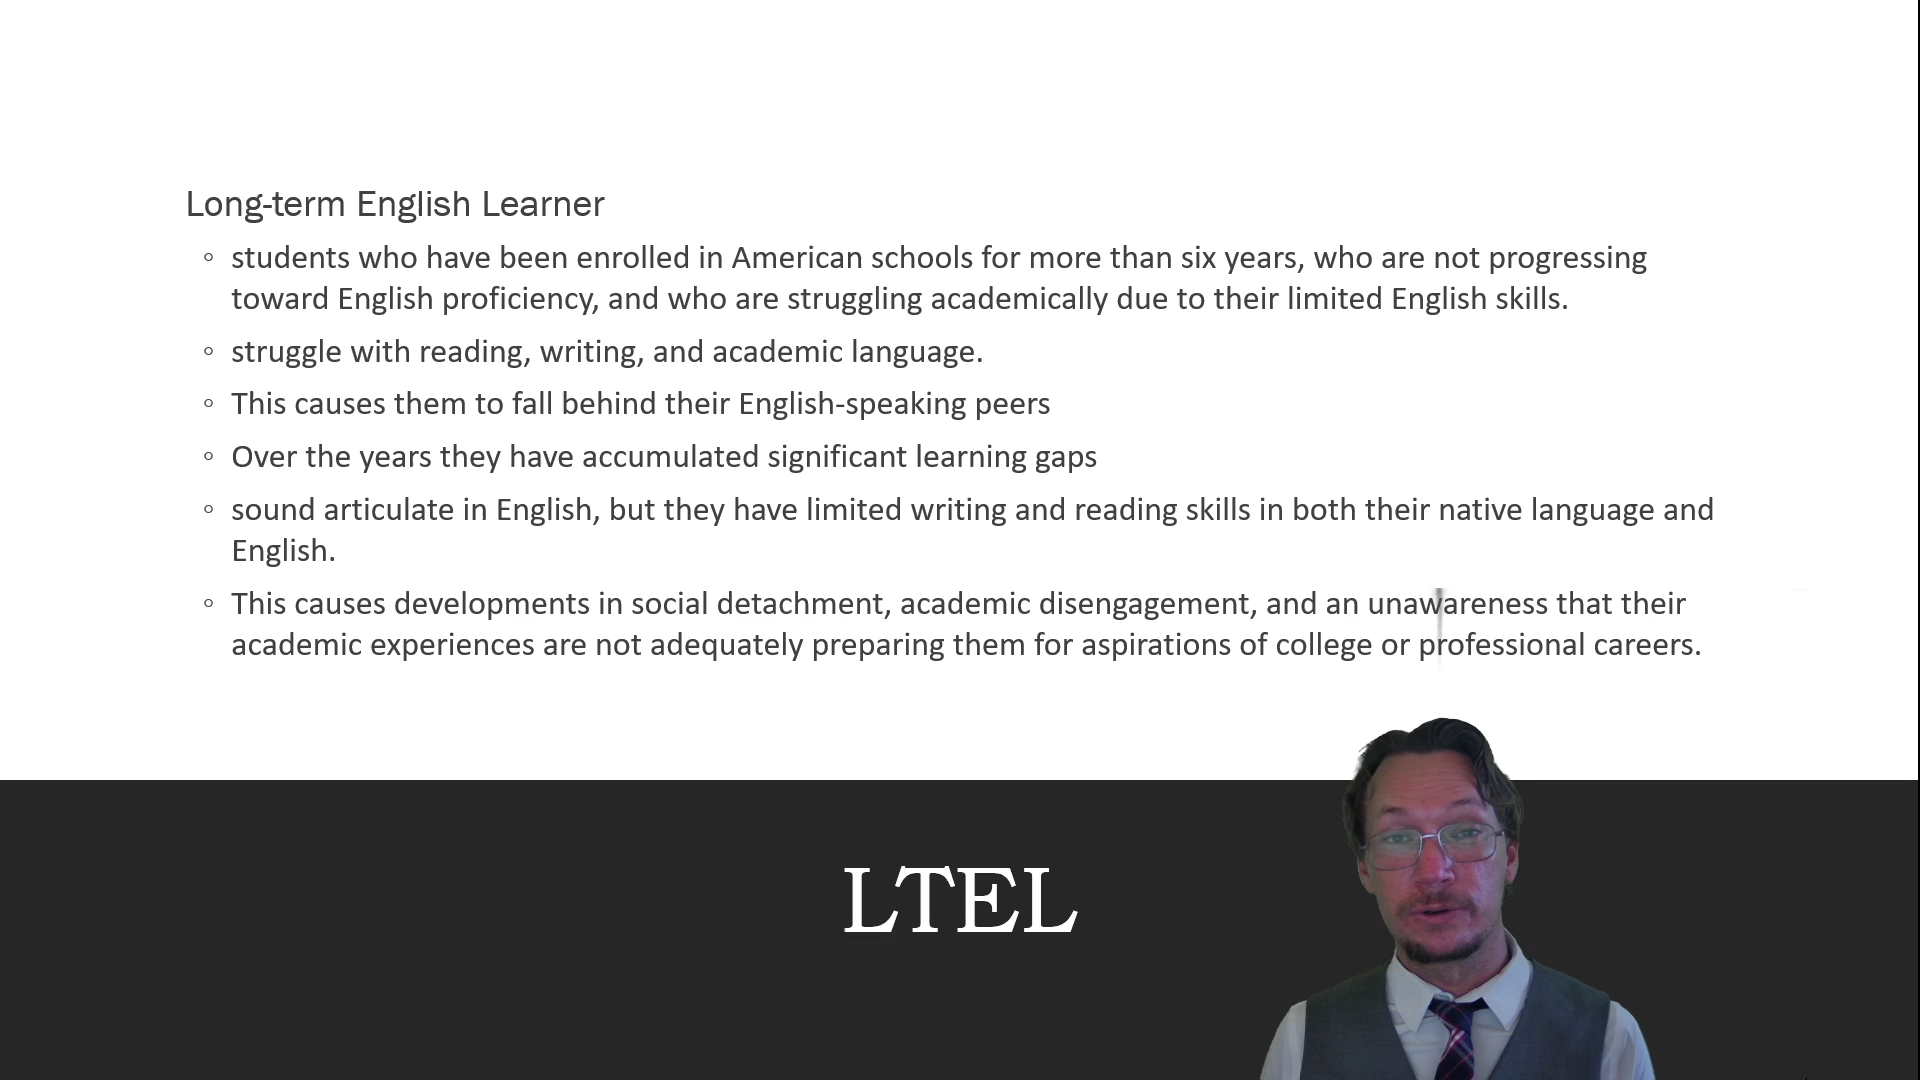 Long-term English Learner
◦ students who have been enrolled in American schools for more than six years, who are not progressing
toward English proficiency, and who are struggling academically due to their limited English skills.
◦ struggle with reading, writing, and academic language.
◦ This causes them to fall behind their English-speaking peers
◦ Over the years they have accumulated significant learning gaps
◦ sound articulate in English, but they have limited writing and reading skills in both their native language and
English.
◦ This causes developments in social detachment, academic disengagement, and an unawareness that their
academic experiences are not adequately preparing them for aspirations of college or professional careers.
LTEL